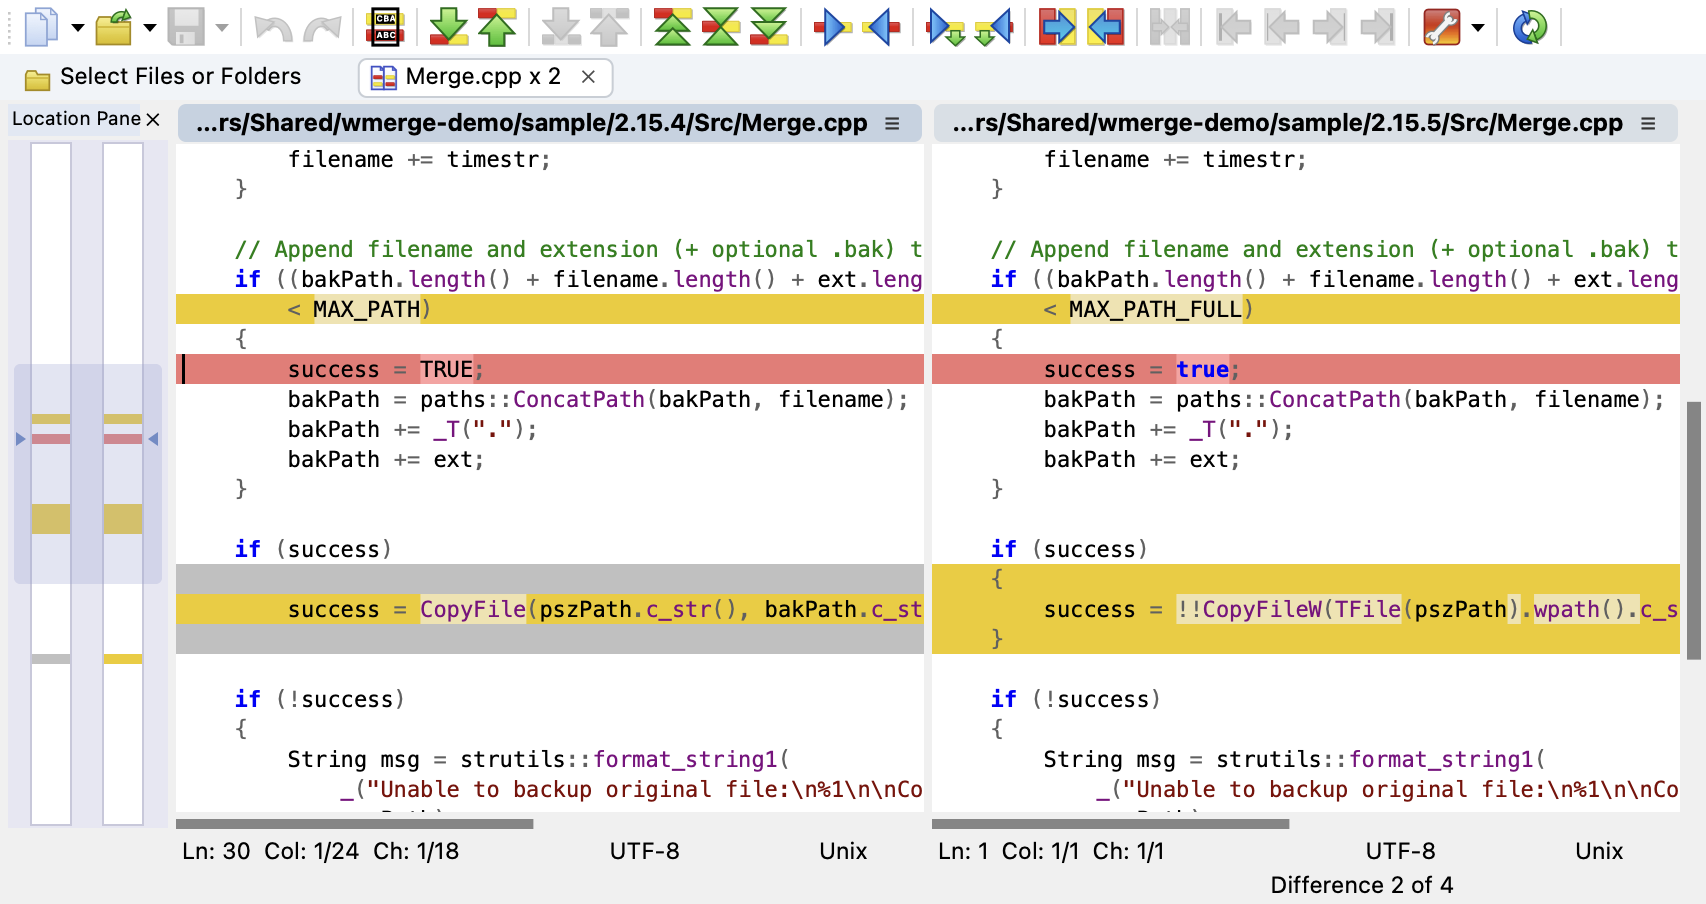 CBA
ABC
Select Files or Folders
Merge.cpp x 2
Location Pane
...rs/Shared/wmerge-demo/sample/2.15.4/Src/Merge.cpp
filename += timestr;
}
// Append filename and extension (+ optional .bak) t
if ((bakPath.length() + filename.length() + ext.leng
< MAX_PATH)
{
success = TRUE;
bakPath = paths::ConcatPath(bakPath, filename);
bakPath += _T(".");
bakPath += ext;
}
if (success)
success = CopyFile(pszPath.c_str(), bakPath.c_st
if (!success)
{
String msg = strutils::format_string1(
_("Unable to backup original file:\n%1\n\nCo
Ln: 30 Col: 1/24 Ch: 1/18
UTF-8
Unix
...rs/Shared/wmerge-demo/sample/2.15.5/Src/Merge.cpp
filename += timestr;
}
// Append filename and extension (+ optional .bak) t
if ((bakPath.length() + filename.length() + ext.leng
< MAX_PATH_FULL)
{
success = true;
bakPath = paths::ConcatPath(bakPath, filename);
bakPath += _T(".");
bakPath += ext;
}
if (success)
{
success = !!CopyFileW(TFile(pszPath).wpath().c_s
}
if (!success)
{
String msg = strutils::format_string1(
_("Unable to backup original file:\n%1\n\nCo
Ln: 1 Col: 1/1 Ch: 1/1
UTF-8
Unix
Difference 2 of 4